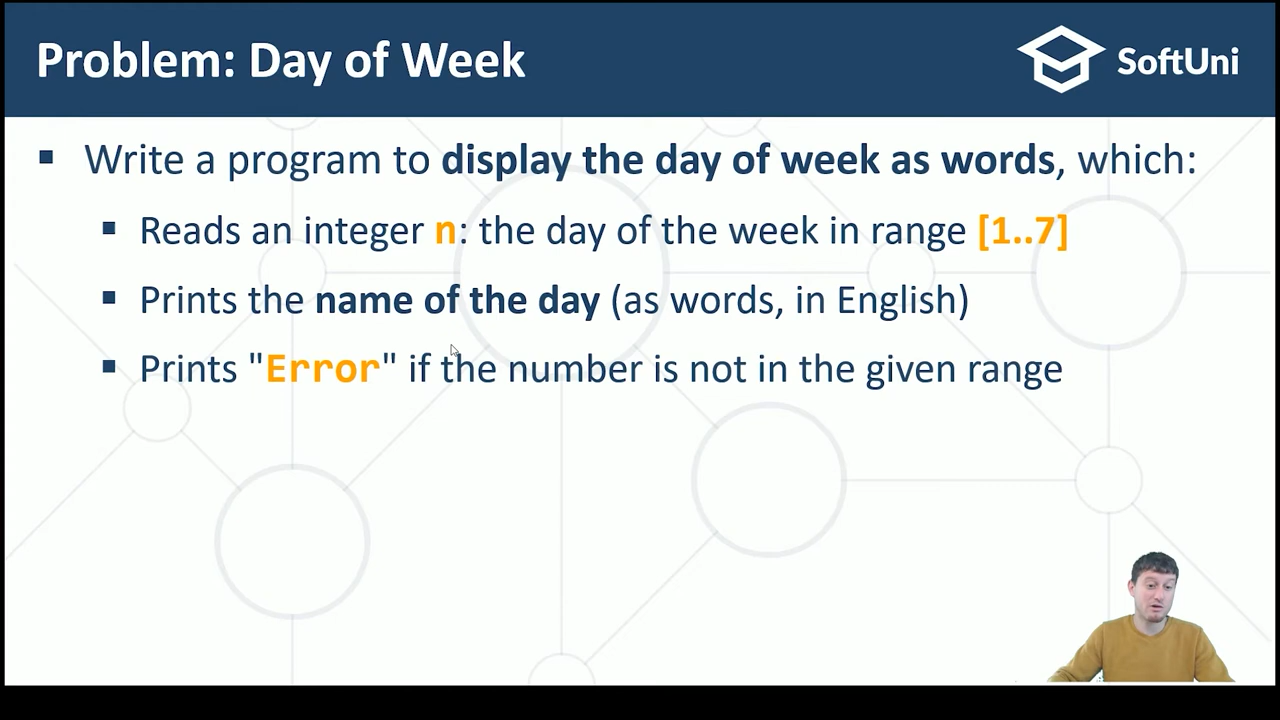 Problem: Day of Week
SoftUni
▪ Write a program to display the day of week as words, which:
▪ Reads an integer n: the day of the week in range [1..7]
▪ Prints the name of the day (as words, in English)
▪ Prints "Error" if the number is not in the given range